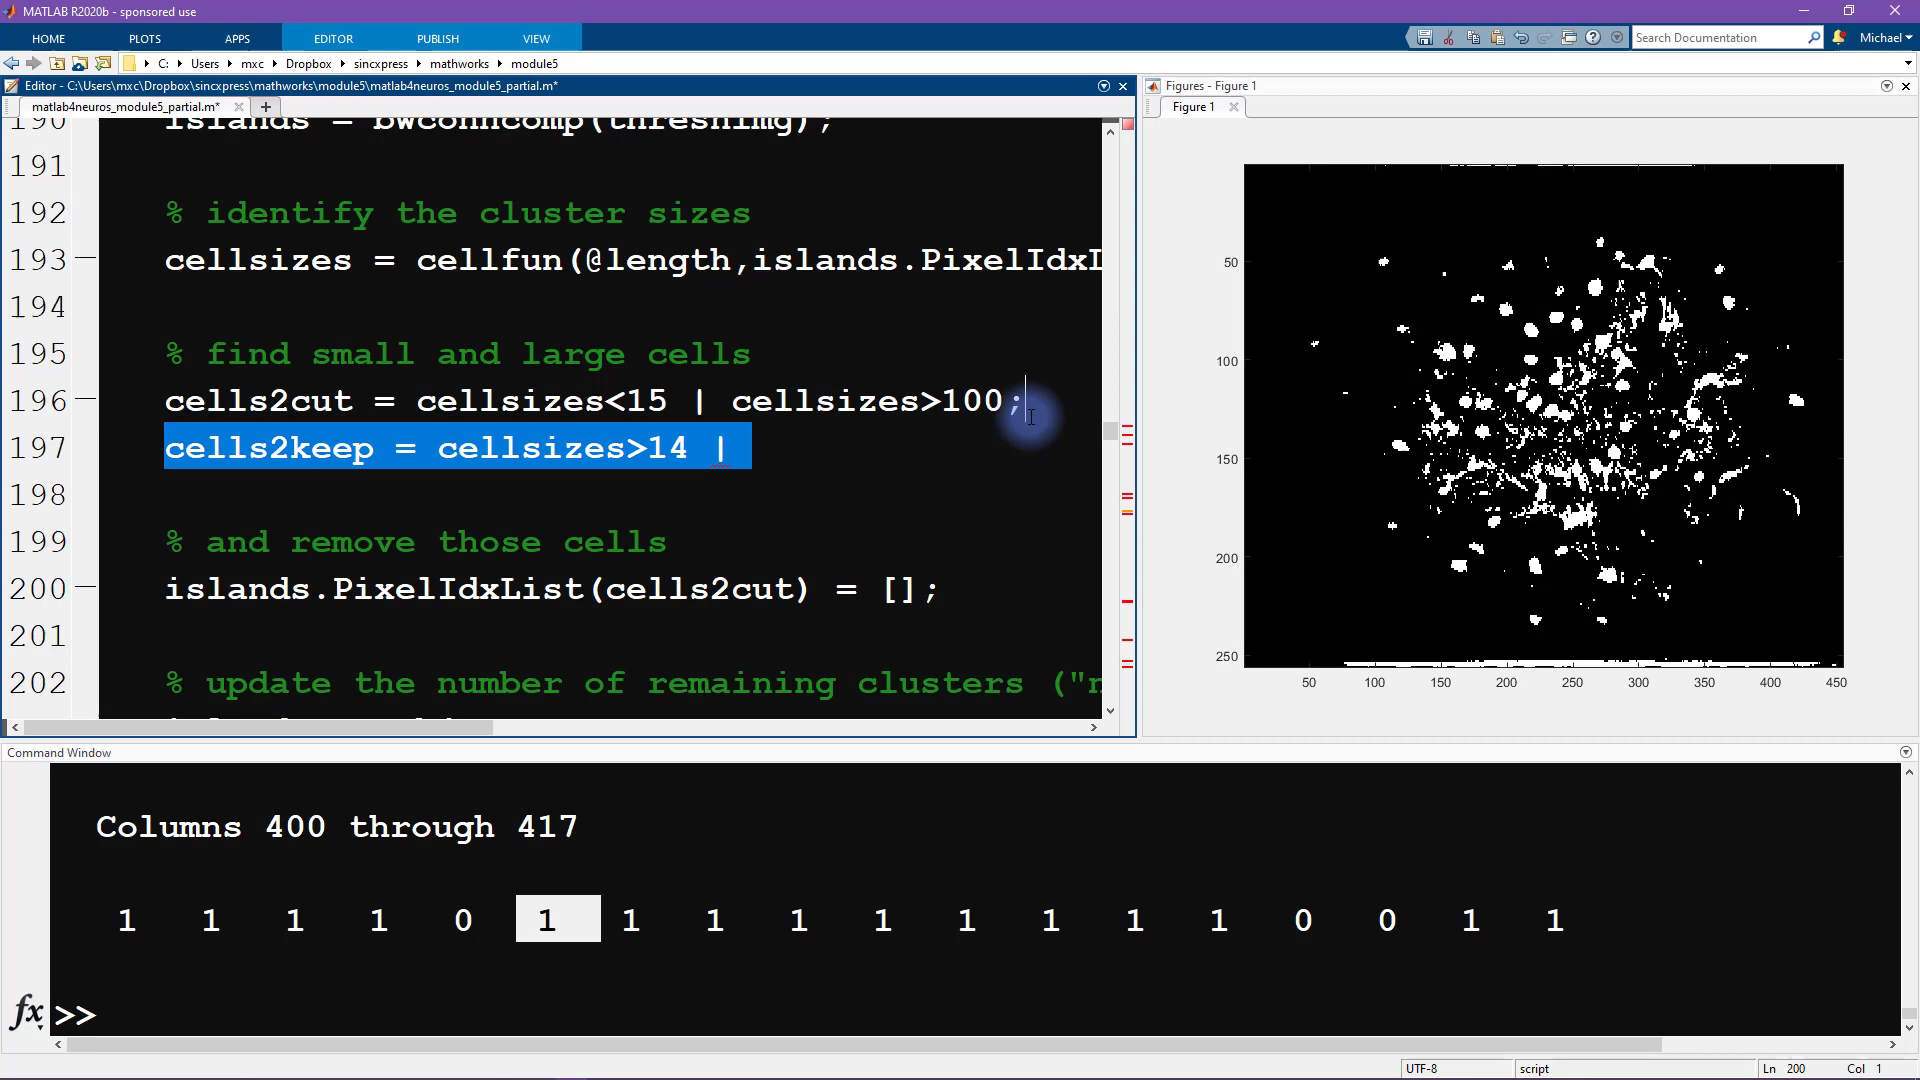 MATLAB R2020b - sponsored use
HOME PLOTS APPS EDITOR PUBLISH VIEW
Search Documentation
Michael
C: Users mxc Dropbox sincxpress mathworks module5
Editor - C:\Users\mxc\Dropbox\sincxpress\mathworks\module5\matlab4neuros_module5_partial.m*
matlab4neuros_module5_partial.m*
190 islands = bwconncomp(threshimg);
191
192 % identify the cluster sizes
193 cellsizes = cellfun(@length,islands.PixelIdxL
194
195 % find small and large cells
196 cells2cut = cellsizes<15 | cellsizes>100;
197 cells2keep = cellsizes>14 |
198
199 % and remove those cells
200 islands.PixelIdxList(cells2cut) = [];
201
202 % update the number of remaining clusters ("n
Figures - Figure 1
Figure 1
50
100
150
200
250
50 100 150 200 250 300 350 400 450
Command Window
Columns 400 through 417
1 1 1 1 0 1 1 1 1 1 1 1 1 1 0 0 1 1
fx >>
UTF-8 script Ln 200 Col 1